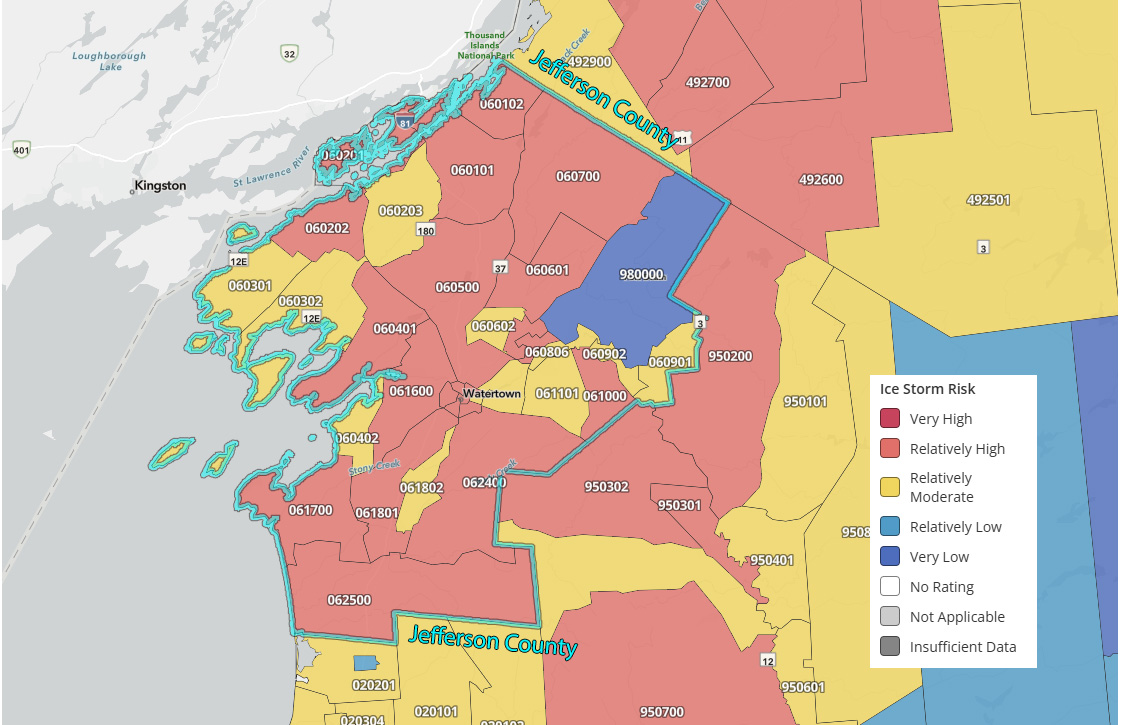 Thousand
Islands
National Park
32
Loughborough
Lake
492900
Jefferson County
492700
060102
81
401
11
060201
St Lawrence River
Kingston
060101
060700
492600
492501
060203
060202
180
3
12E
37
060601
980000
060301
060500
060302
12E
060401
060602
3
060806
060902
950200
060901
061600
Watertown
061101
061000
950101
060402
Stony Creek
061802
062400
Creek
950302
950301
061700
061801
950401
062500
Jefferson County
12
020201
950601
020101
950700
020304
Ice Storm Risk
Very High
Relatively High
Relatively
Moderate
Relatively Low
Very Low
No Rating
Not Applicable
Insufficient Data